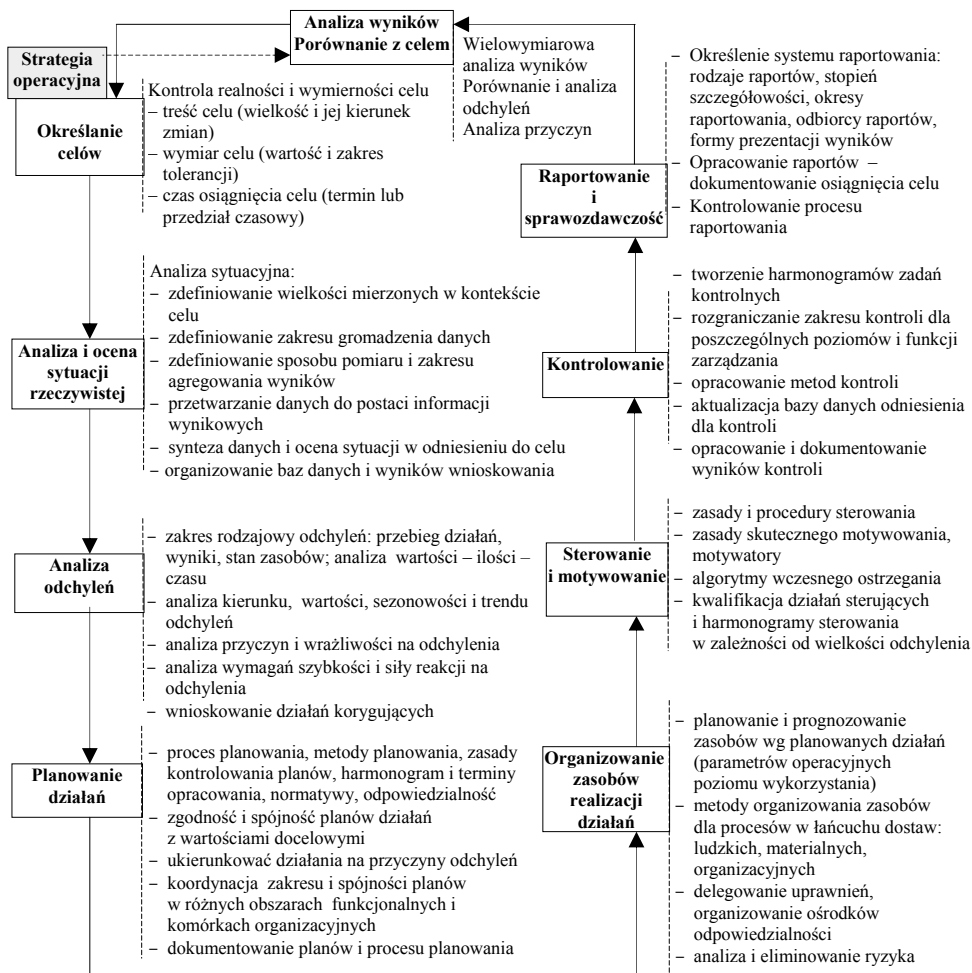 Analiza wyników
Porównanie z celem
Strategia
operacyjna
Określanie
celów
Kontrola realności i wymierności celu
– treść celu (wielkość i jej kierunek
zmian)
– wymiar celu (wartość i zakres
tolerancji)
– czas osiągnięcia celu (termin lub
przedział czasowy)
Wielowymiarowa
analiza wyników
Porównanie i analiza
odchyleń
Analiza przyczyn
Raportowanie
i
sprawozdawczość
– Określenie systemu raportowania:
rodzaje raportów, stopień
szczegółowości, okresy
raportowania, odbiorcy raportów,
formy prezentacji wyników
– Opracowanie raportów –
dokumentowanie osiągnięcia celu
– Kontrolowanie procesu
raportowania
Analiza i ocena
sytuacji
rzeczywistej
Analiza sytuacyjna:
– zdefiniowanie wielkości mierzonych w kontekście
celu
– zdefiniowanie zakresu gromadzenia danych
– zdefiniowanie sposobu pomiaru i zakresu
agregowania wyników
– przetwarzanie danych do postaci informacji
wynikowych
– synteza danych i ocena sytuacji w odniesieniu do celu
– organizowanie baz danych i wyników wnioskowania
Kontrolowanie
– tworzenie harmonogramów zadań
kontrolnych
– rozgraniczanie zakresu kontroli dla
poszczególnych poziomów i funkcji
zarządzania
– opracowanie metod kontroli
– aktualizacja bazy danych odniesienia
dla kontroli
– opracowanie i dokumentowanie
wyników kontroli
Analiza
odchyleń
– zakres rodzajowy odchyleń: przebieg działań,
wyniki, stan zasobów; analiza wartości – ilości –
czasu
– analiza kierunku, wartości, sezonowości i trendu
odchyleń
– analiza przyczyn i wrażliwości na odchylenia
– analiza wymagań szybkości i siły reakcji na
odchylenia
– wnioskowanie działań korygujących
Sterowanie
i motywowanie
– zasady i procedury sterowania
– zasady skutecznego motywowania,
motywatory
– algorytmy wczesnego ostrzegania
– kwalifikacja działań sterujących
i harmonogramy sterowania
w zależności od wielkości odchylenia
Planowanie
działań
– proces planowania, metody planowania, zasady
kontrolowania planów, harmonogram i terminy
opracowania, normatywy, odpowiedzialność
– zgodność i spójność planów działań
z wartościami docelowymi
– ukierunkować działania na przyczyny odchyleń
– koordynacja zakresu i spójności planów
w różnych obszarach funkcjonalnych i
komórkach organizacyjnych
– dokumentowanie planów i procesu planowania
Organizowanie
zasobów
realizacji
działań
– planowanie i prognozowanie
zasobów wg planowanych działań
(parametrów operacyjnych
poziomu wykorzystania)
– metody organizowania zasobów
dla procesów w łańcuchu dostaw:
ludzkich, materialnych,
organizacyjnych
– delegowanie uprawnień,
organizowanie ośrodków
odpowiedzialności
– analiza i eliminowanie ryzyka